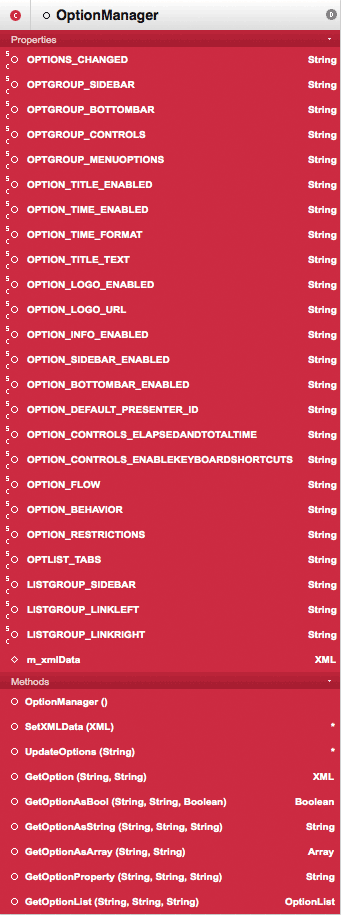 C OptionManager D
Properties
S C OPTIONS_CHANGED String
S C OPTGROUP_SIDEBAR String
S C OPTGROUP_BOTTOMBAR String
S C OPTGROUP_CONTROLS String
S C OPTGROUP_MENUOPTIONS String
S C OPTION_TITLE_ENABLED String
S C OPTION_TIME_ENABLED String
S C OPTION_TIME_FORMAT String
S C OPTION_TITLE_TEXT String
S C OPTION_LOGO_ENABLED String
S C OPTION_LOGO_URL String
S C OPTION_INFO_ENABLED String
S C OPTION_SIDEBAR_ENABLED String
S C OPTION_BOTTOMBAR_ENABLED String
S C OPTION_DEFAULT_PRESENTER_ID String
S C OPTION_CONTROLS_ELAPSEDANDTOTALTIME String
S C OPTION_CONTROLS_ENABLEKEYBOARDSHORTCUTS String
S C OPTION_FLOW String
S C OPTION_BEHAVIOR String
S C OPTION_RESTRICTIONS String
S C OPTLIST_TABS String
S C LISTGROUP_SIDEBAR String
S C LISTGROUP_LINKLEFT String
S C LISTGROUP_LINKRIGHT String
m_xmlData XML
Methods
OptionManager ()
SetXMLData (XML) *
UpdateOptions (String) *
GetOption (String, String) XML
GetOptionAsBool (String, String, Boolean) Boolean
GetOptionAsString (String, String, String) String
GetOptionAsArray (String, String) Array
GetOptionProperty (String, String) String
GetOptionList (String, String, String) OptionList